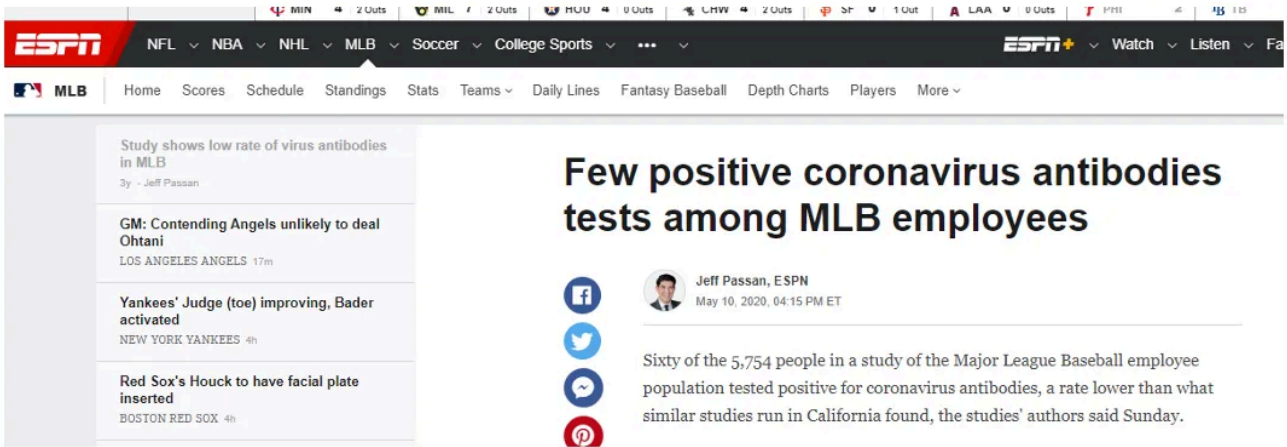 MIN 4 2 Outs MIL 7 2 Outs HOU 4 0 Outs CHW 4 2 Outs SF 0 1 Out LAA 0 0 Outs PHI TB
ESPN NFL NBA NHL MLB Soccer College Sports ••• ESPN+ Watch Listen Fa
MLB Home Scores Schedule Standings Stats Teams Daily Lines Fantasy Baseball Depth Charts Players More
Study shows low rate of virus antibodies
in MLB
3y - Jeff Passan
GM: Contending Angels unlikely to deal
Ohtani
LOS ANGELES ANGELS 17m
Yankees' Judge (toe) improving, Bader
activated
NEW YORK YANKEES 4h
Red Sox's Houck to have facial plate
inserted
BOSTON RED SOX 4h
Few positive coronavirus antibodies
tests among MLB employees
Jeff Passan, ESPN
May 10, 2020, 04:15 PM ET
Sixty of the 5,754 people in a study of the Major League Baseball employee
population tested positive for coronavirus antibodies, a rate lower than what
similar studies run in California found, the studies' authors said Sunday.